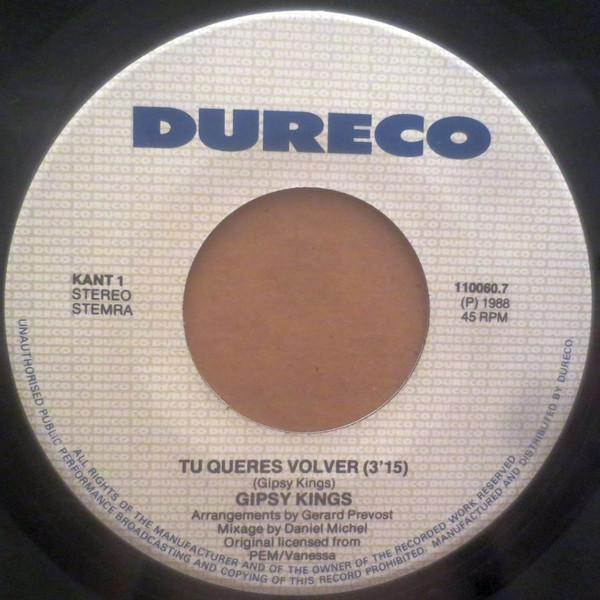 DURECO
KANT 1
STEREO
STEMRA
110060.7
(P) 1988
45 RPM
TU QUERES VOLVER (3'15)
(Gipsy Kings)
GIPSY KINGS
Arrangements by Gerard Prevost
Mixage by Daniel Michel
Original licensed from
PEM/Vanessa
ALL RIGHTS OF THE MANUFACTURER AND OF THE OWNER OF THE RECORDED WORK RESERVED
UNAUTHORISED PUBLIC PERFORMANCE BROADCASTING AND COPYING OF THIS RECORD PROHIBITED. MANUFACTURED AND DISTRIBUTED BY DURECO